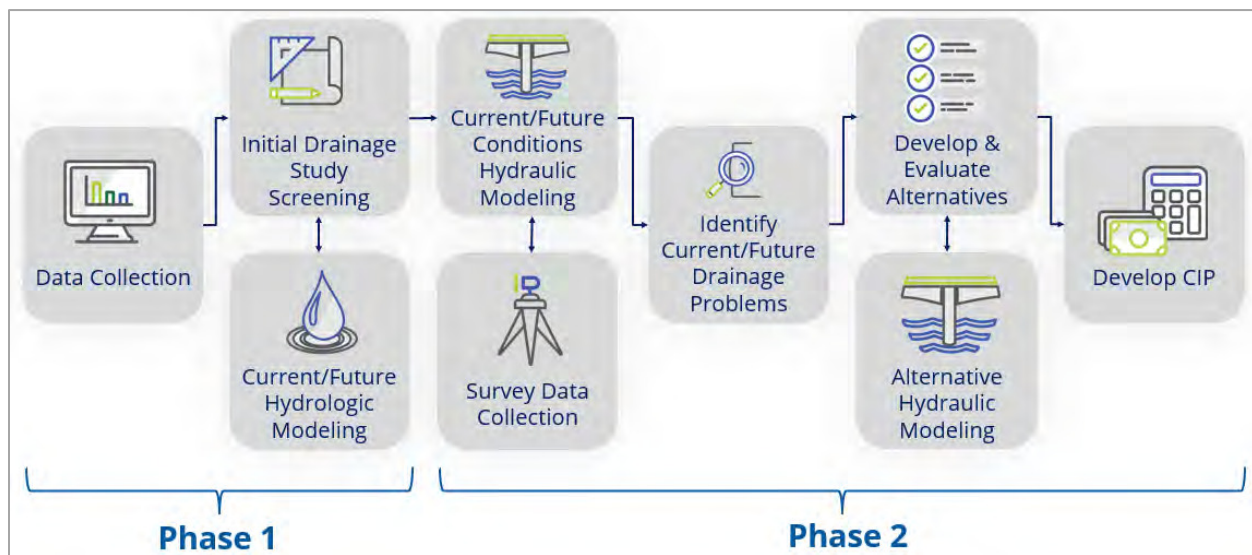 Data Collection
Initial Drainage
Study
Screening
Current/Future
Hydrologic
Modeling
Current/Future
Conditions
Hydraulic
Modeling
Survey Data
Collection
Identify
Current/Future
Drainage
Problems
Develop &
Evaluate
Alternatives
Alternative
Hydraulic
Modeling
Develop CIP
Phase 1
Phase 2